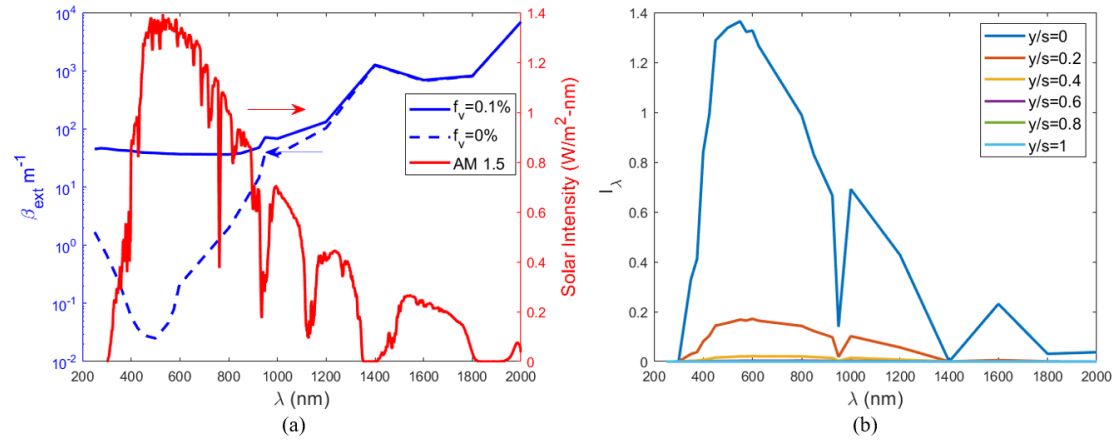 10^4
10^3
10^2
10^1
10^0
10^-1
10^-2
β_ext m^-1
1.4
1.2
1
0.8
0.6
0.4
0.2
0
Solar Intensity (W/m^2-nm)
f_v=0.1%
f_v=0%
AM 1.5
200 400 600 800 1000 1200 1400 1600 1800 2000
λ (nm)
(a)
1.4
1.2
1
0.8
0.6
0.4
0.2
0
I_λ
y/s=0
y/s=0.2
y/s=0.4
y/s=0.6
y/s=0.8
y/s=1
200 400 600 800 1000 1200 1400 1600 1800 2000
λ (nm)
(b)